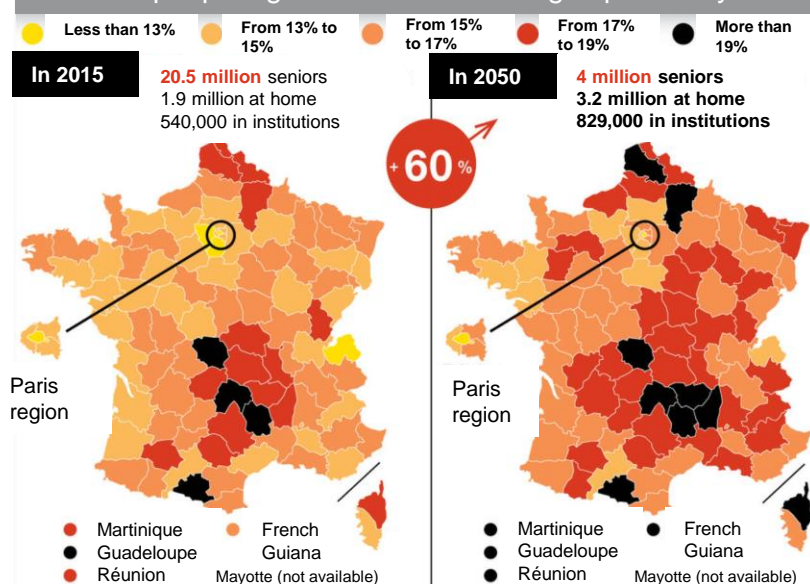 Less than 13%
From 13% to
15%
From 15%
to 17%
From 17%
to 19%
More than
19%
In 2015
20.5 million seniors
1.9 million at home
540,000 in institutions
In 2050
4 million seniors
3.2 million at home
829,000 in institutions
+ 60 %
Paris
region
Paris
region
Martinique
Guadeloupe
Réunion
French
Guiana
Mayotte (not available)
Martinique
Guadeloupe
Réunion
French
Guiana
Mayotte (not available)